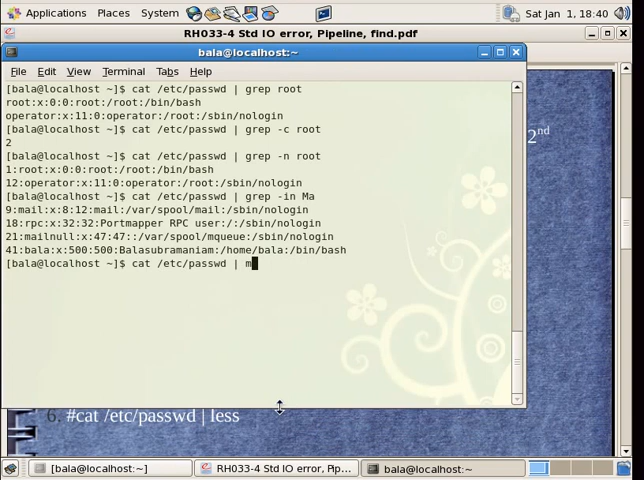 Applications Places System Sat Jan 1, 18:40
RH033-4 Std IO error, Pipeline, find.pdf
bala@localhost:~
File Edit View Terminal Tabs Help
[bala@localhost ~]$ cat /etc/passwd | grep root
root:x:0:0:root:/root:/bin/bash
operator:x:11:0:operator:/root:/sbin/nologin
[bala@localhost ~]$ cat /etc/passwd | grep -c root
2
[bala@localhost ~]$ cat /etc/passwd | grep -n root
1:root:x:0:0:root:/root:/bin/bash
12:operator:x:11:0:operator:/root:/sbin/nologin
[bala@localhost ~]$ cat /etc/passwd | grep -in Ma
9:mail:x:8:12:mail:/var/spool/mail:/sbin/nologin
18:rpc:x:32:32:Portmapper RPC user:/:/sbin/nologin
21:mailnull:x:47:47::/var/spool/mqueue:/sbin/nologin
41:bala:x:500:500:Balasubramaniam:/home/bala:/bin/bash
[bala@localhost ~]$ cat /etc/passwd | m
2nd
6. #cat /etc/passwd | less
[bala@localhost:~] RH033-4 Std IO error, Pip... bala@localhost:~